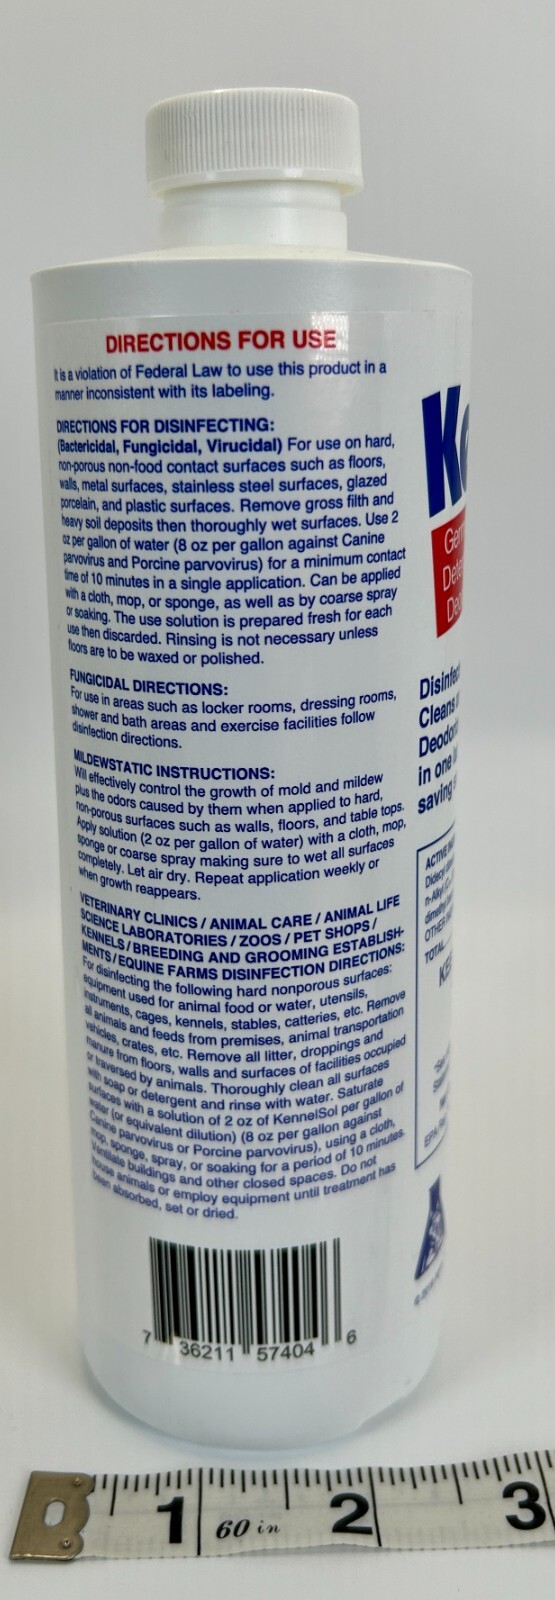 DIRECTIONS FOR USE
It is a violation of Federal Law to use this product in a
manner inconsistent with its labeling.
DIRECTIONS FOR DISINFECTING:
(Bactericidal, Fungicidal, Virucidal) For use on hard,
non-porous non-food contact surfaces such as floors,
walls, metal surfaces, stainless steel surfaces, glazed
porcelain, and plastic surfaces. Remove gross filth and
heavy soil deposits then thoroughly wet surfaces. Use 2
oz per gallon of water (8 oz per gallon against Canine
parvovirus and Porcine parvovirus) for a minimum contact
time of 10 minutes in a single application. Can be applied
with a cloth, mop, or sponge, as well as by coarse spray
or soaking. The use solution is prepared fresh for each
use then discarded. Rinsing is not necessary unless
floors are to be waxed or polished.
FUNGICIDAL DIRECTIONS:
For use in areas such as locker rooms, dressing rooms,
shower and bath areas and exercise facilities follow
disinfection directions.
MILDEWSTATIC INSTRUCTIONS:
Will effectively control the growth of mold and mildew
plus the odors caused by them when applied to hard,
non-porous surfaces such as walls, floors, and table tops.
Apply solution (2 oz per gallon of water) with a cloth, mop,
sponge or coarse spray making sure to wet all surfaces
completely. Let air dry. Repeat application weekly or
when growth reappears.
VETERINARY CLINICS / ANIMAL CARE / ANIMAL LIFE
SCIENCE LABORATORIES / ZOOS / PET SHOPS /
KENNELS / BREEDING AND GROOMING ESTABLISH-
MENTS / EQUINE FARMS DISINFECTION DIRECTIONS:
For disinfecting the following hard nonporous surfaces:
equipment used for animal food or water, utensils,
instruments, cages, kennels, stables, catteries, etc. Remove
all animals and feeds from premises, animal transportation
vehicles, crates, etc. Remove all litter, droppings and
manure from floors, walls and surfaces of facilities occupied
or traversed by animals. Thoroughly clean all surfaces
with soap or detergent and rinse with water. Saturate
surfaces with a solution of 2 oz of KennelSol per gallon of
water (or equivalent dilution) (8 oz per gallon against
Canine parvovirus or Porcine parvovirus), using a cloth,
mop, sponge, spray, or soaking for a period of 10 minutes.
Ventilate buildings and other closed spaces. Do not
house animals or employ equipment until treatment has
been absorbed, set or dried.
7 36211 57404 6
Ke
Germ
Dete
Deo
Disinfec
Cleans
Deodori
in one
saving
ACTIVE
TOTAL
1 60 in 2 3